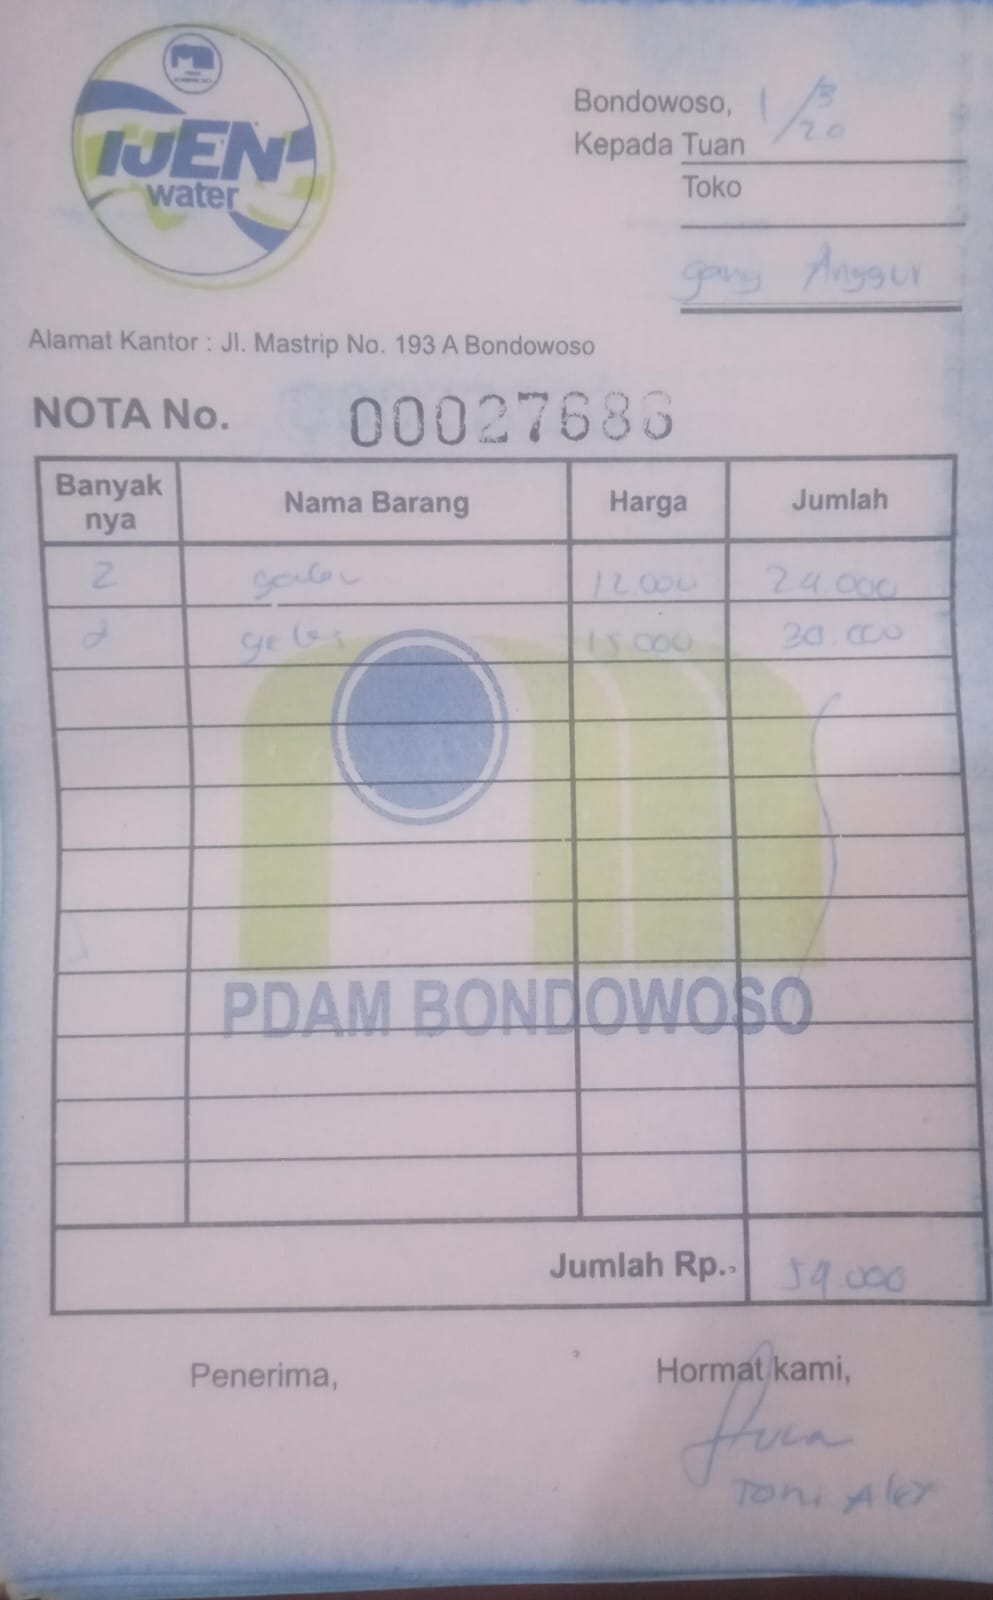 IJEN
water
Bondowoso, 1/3/20
Kepada Tuan
Toko
gang Anggur
Alamat Kantor : Jl. Mastrip No. 193 A Bondowoso
NOTA No. 00027686
Banyak nya Nama Barang Harga Jumlah
2 galon 12.000 24.000
2 gelas 15.000 30.000
PDAM BONDOWOSO
Jumlah Rp. 54.000
Penerima, Hormat kami,
Toni Alex